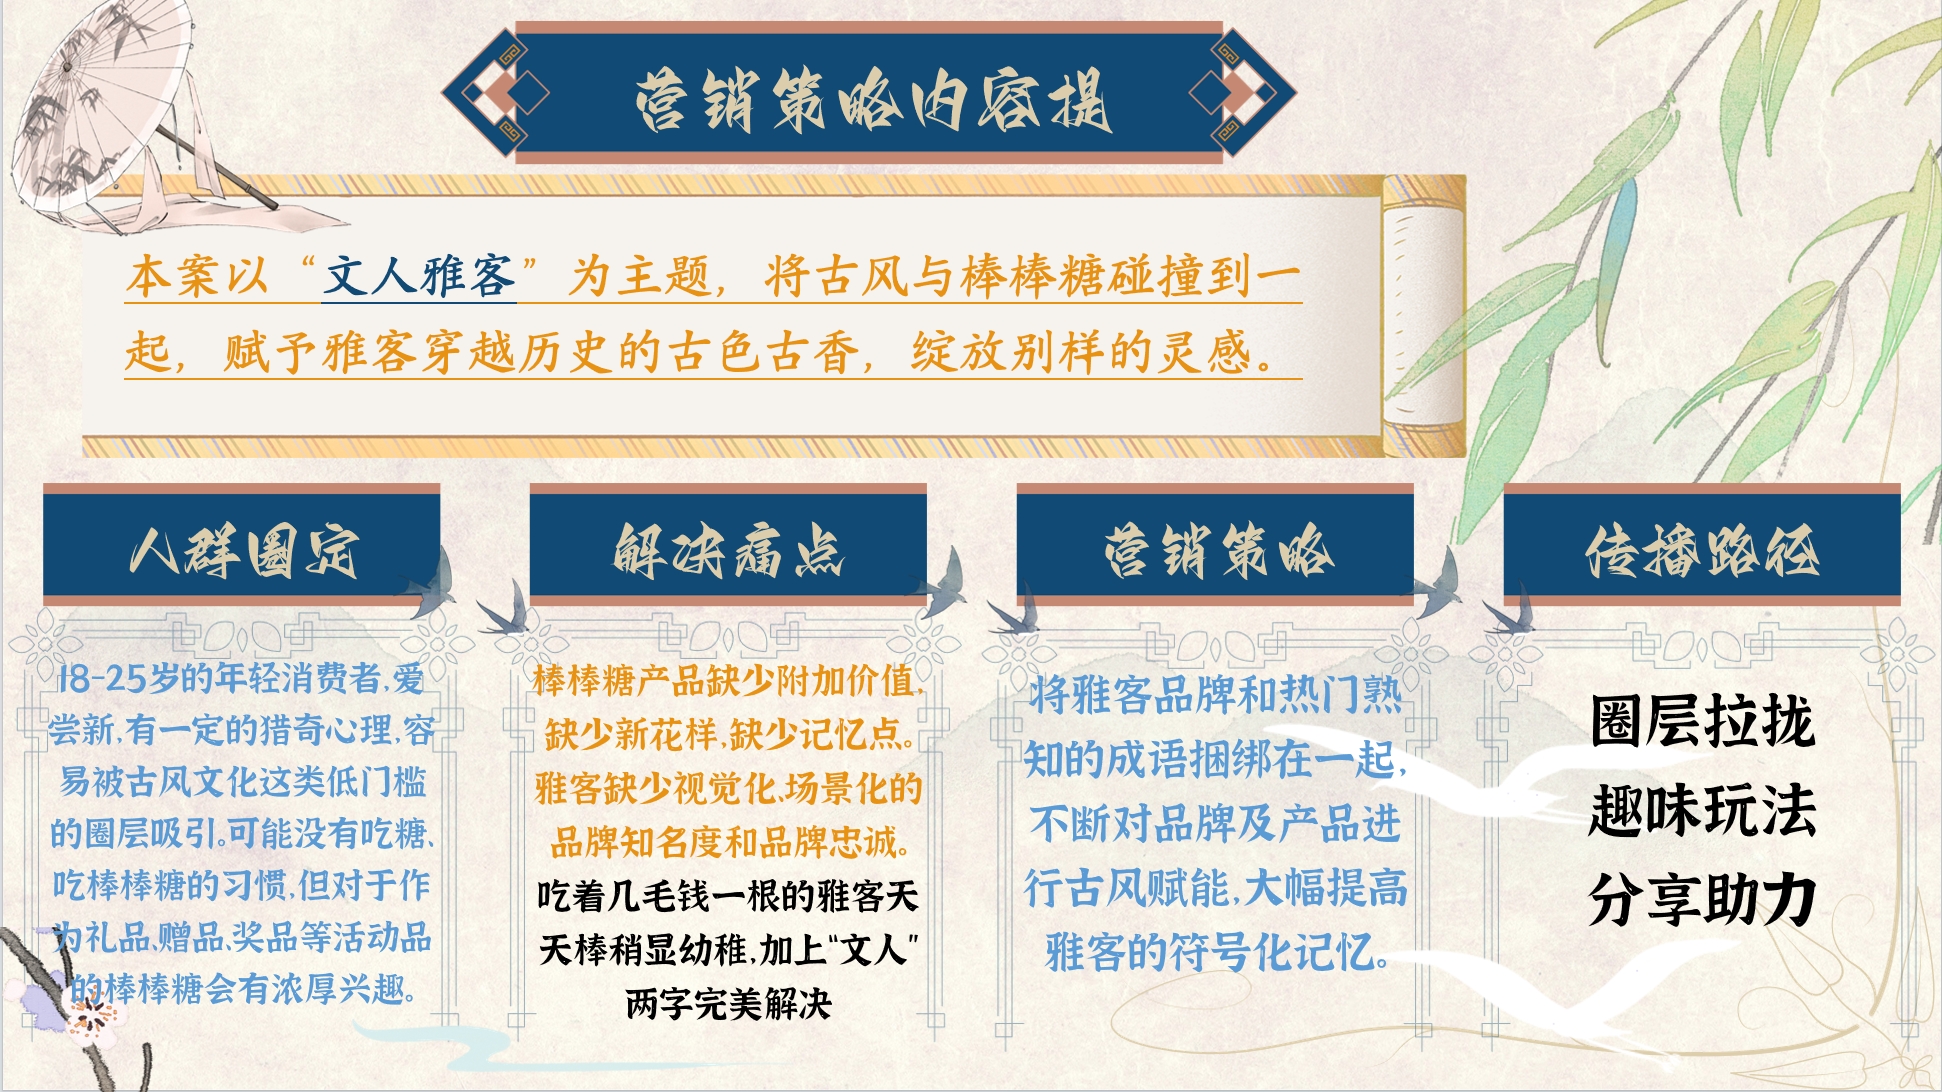 营销策略内容提
本案以“文人雅客”为主题，将古风与棒棒糖碰撞到一
起，赋予雅客穿越历史的古色古香，绽放别样的灵感。
人群圈定
18-25岁的年轻消费者,爱
尝新,有一定的猎奇心理,容
易被古风文化这类低门槛
的圈层吸引。可能没有吃糖、
吃棒棒糖的习惯,但对于作
为礼品、赠品、奖品等活动品
的棒棒糖会有浓厚兴趣。
解决痛点
棒棒糖产品缺少附加价值,
缺少新花样,缺少记忆点。
雅客缺少视觉化、场景化的
品牌知名度和品牌忠诚。
吃着几毛钱一根的雅客天
天棒稍显幼稚,加上“文人”
两字完美解决
营销策略
将雅客品牌和热门熟
知的成语捆绑在一起,
不断对品牌及产品进
行古风赋能,大幅提高
雅客的符号化记忆。
传播路径
圈层拉拢
趣味玩法
分享助力